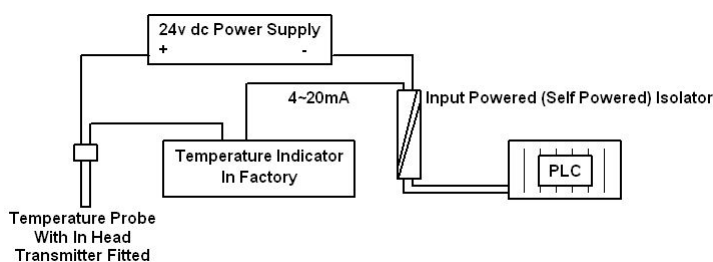 24v dc Power Supply
+ -
4~20mA
Input Powered (Self Powered) Isolator
Temperature Indicator
In Factory
PLC
Temperature Probe
With In Head
Transmitter Fitted